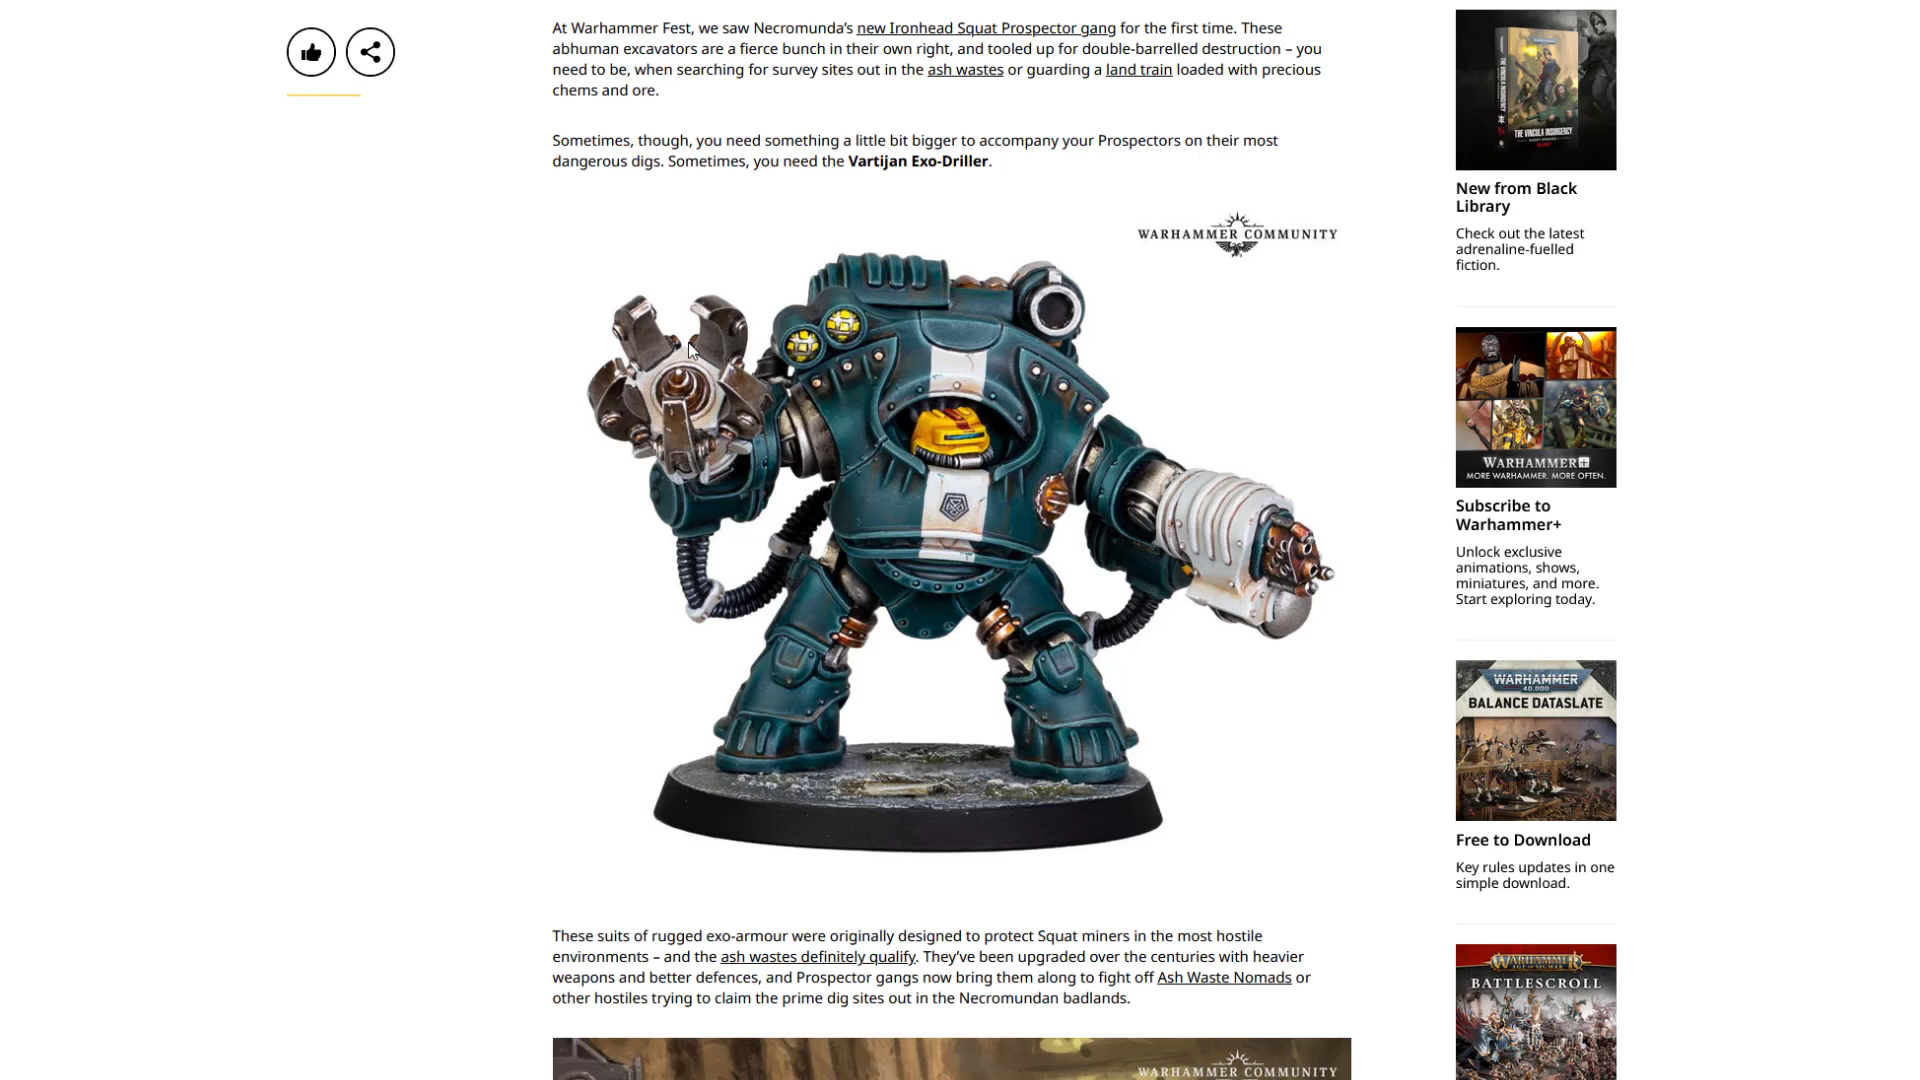 At Warhammer Fest, we saw Necromunda’s new Ironhead Squat Prospector gang for the first time. These
abhuman excavators are a fierce bunch in their own right, and tooled up for double-barrelled destruction – you
need to be, when searching for survey sites out in the ash wastes or guarding a land train loaded with precious
chems and ore.
Sometimes, though, you need something a little bit bigger to accompany your Prospectors on their most
dangerous digs. Sometimes, you need the Vartijan Exo-Driller.
WARHAMMER COMMUNITY
These suits of rugged exo-armour were originally designed to protect Squat miners in the most hostile
environments – and the ash wastes definitely qualify. They’ve been upgraded over the centuries with heavier
weapons and better defences, and Prospector gangs now bring them along to fight off Ash Waste Nomads or
other hostiles trying to claim the prime dig sites out in the Necromundan badlands.
WARHAMMER COMMUNITY
THE VINCULA INSURGENCY
New from Black
Library
Check out the latest
adrenaline-fuelled
fiction.
WARHAMMER+
MORE WARHAMMER. MORE OFTEN.
Subscribe to
Warhammer+
Unlock exclusive
animations, shows,
miniatures, and more.
Start exploring today.
WARHAMMER
40,000
BALANCE DATASLATE
Free to Download
Key rules updates in one
simple download.
WARHAMMER
AGE OF SIGMAR
BATTLESCROLL